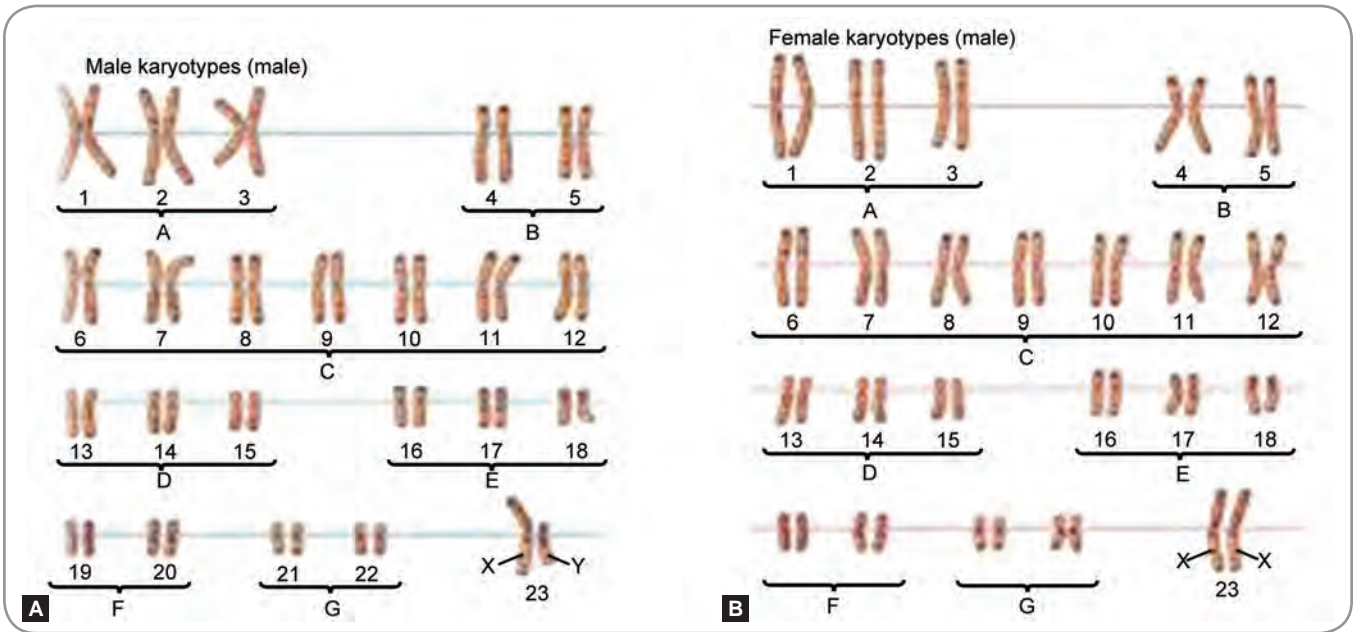 Male karyotypes (male)
1 2 3 4 5
A B
6 7 8 9 10 11 12
C
13 14 15 16 17 18
D E
X Y
19 20 21 22 23
F G
A
Female karyotypes (male)
1 2 3 4 5
A B
6 7 8 9 10 11 12
C
13 14 15 16 17 18
D E
X X
23
F G
B